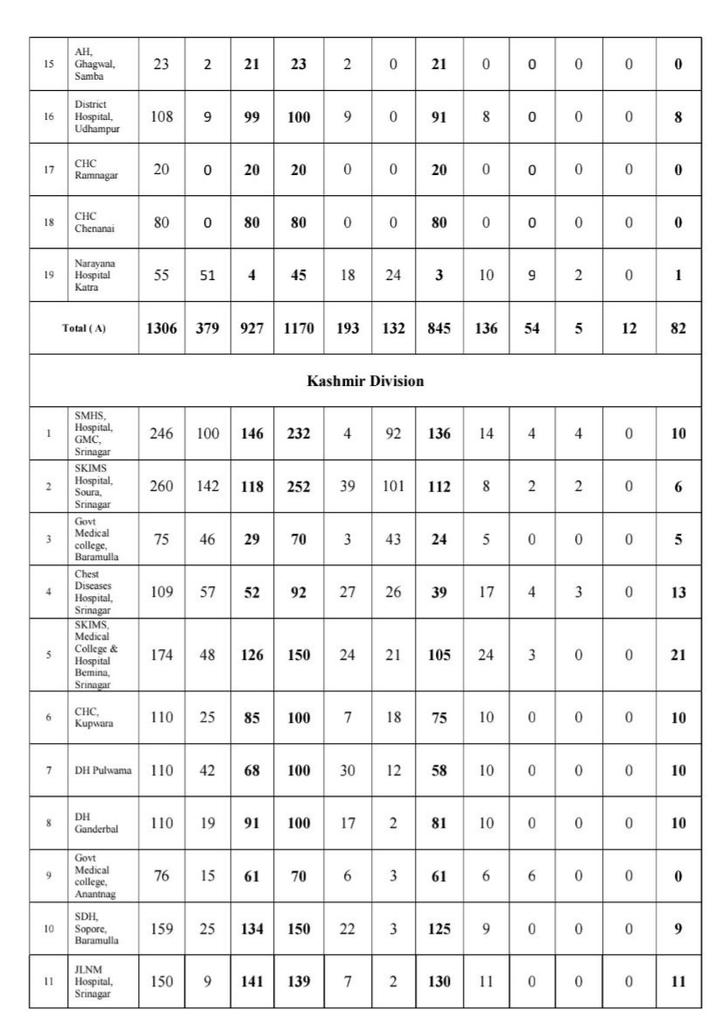 15 AH, Ghagwal, Samba 23 2 21 23 2 0 21 0 0 0 0 0
16 District Hospital, Udhampur 108 9 99 100 9 0 91 8 0 0 0 8
17 CHC Ramnagar 20 0 20 20 0 0 20 0 0 0 0 0
18 CHC Chenanai 80 0 80 80 0 0 80 0 0 0 0 0
19 Narayana Hospital Katra 55 51 4 45 18 24 3 10 9 2 0 1
Total ( A) 1306 379 927 1170 193 132 845 136 54 5 12 82
Kashmir Division
1 SMHS, Hospital, GMC, Srinagar 246 100 146 232 4 92 136 14 4 4 0 10
2 SKIMS Hospital, Soura, Srinagar 260 142 118 252 39 101 112 8 2 2 0 6
3 Govt Medical college, Baramulla 75 46 29 70 3 43 24 5 0 0 0 5
4 Chest Diseases Hospital, Srinagar 109 57 52 92 27 26 39 17 4 3 0 13
5 SKIMS, Medical College & Hospital Bemina, Srinagar 174 48 126 150 24 21 105 24 3 0 0 21
6 CHC, Kupwara 110 25 85 100 7 18 75 10 0 0 0 10
7 DH Pulwama 110 42 68 100 30 12 58 10 0 0 0 10
8 DH Ganderbal 110 19 91 100 17 2 81 10 0 0 0 10
9 Govt Medical college, Anantnag 76 15 61 70 6 3 61 6 6 0 0 0
10 SDH, Sopore, Baramulla 159 25 134 150 22 3 125 9 0 0 0 9
11 JLNM Hospital, Srinagar 150 9 141 139 7 2 130 11 0 0 0 11